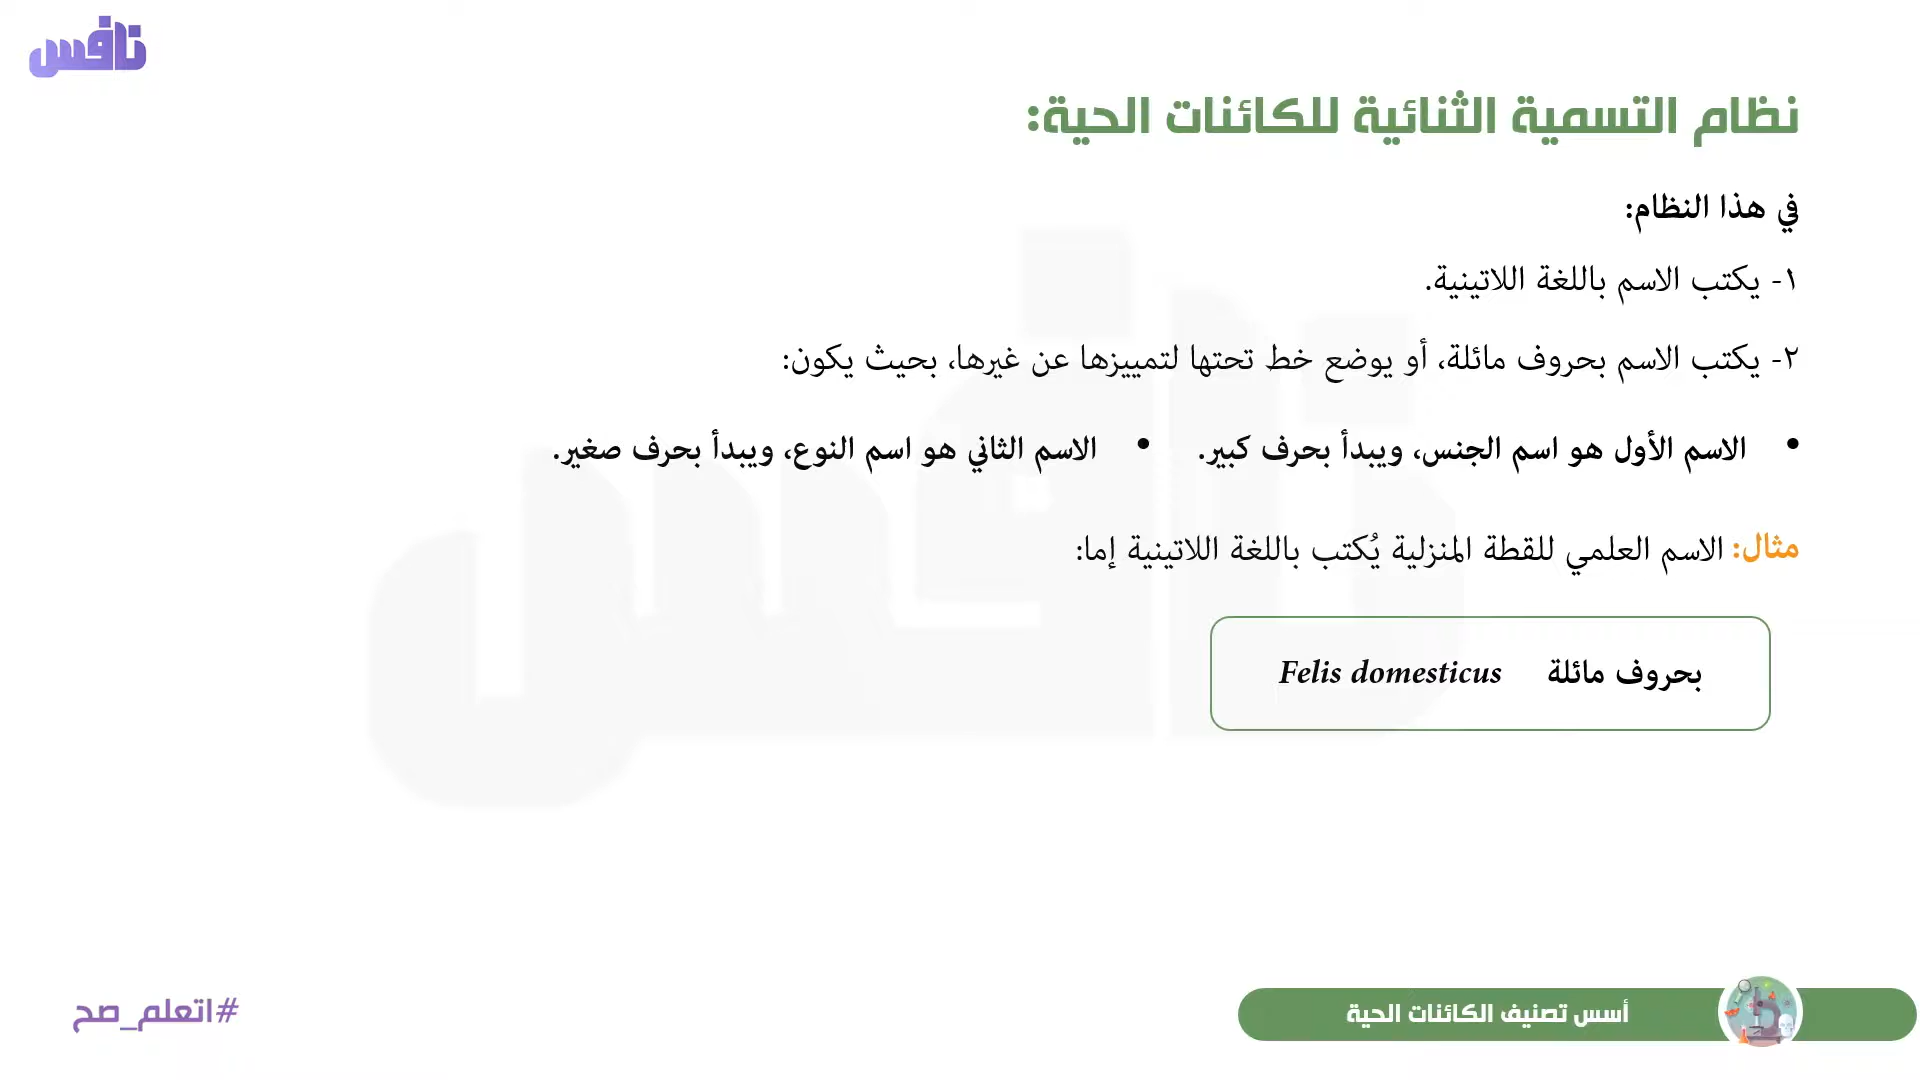 نافس
نظام التسمية الثنائية للكائنات الحية:
في هذا النظام:
١- يكتب الاسم باللغة اللاتينية.
٢- يكتب الاسم بحروف مائلة، أو يوضع خط تحتها لتمييزها عن غيرها، بحيث يكون:
• الاسم الأول هو اسم الجنس، ويبدأ بحرف كبير. • الاسم الثاني هو اسم النوع، ويبدأ بحرف صغير.
مثال: الاسم العلمي للقطة المنزلية يُكتب باللغة اللاتينية إما:
بحروف مائلة Felis domesticus
أسس تصنيف الكائنات الحية
#اتعلم_صح